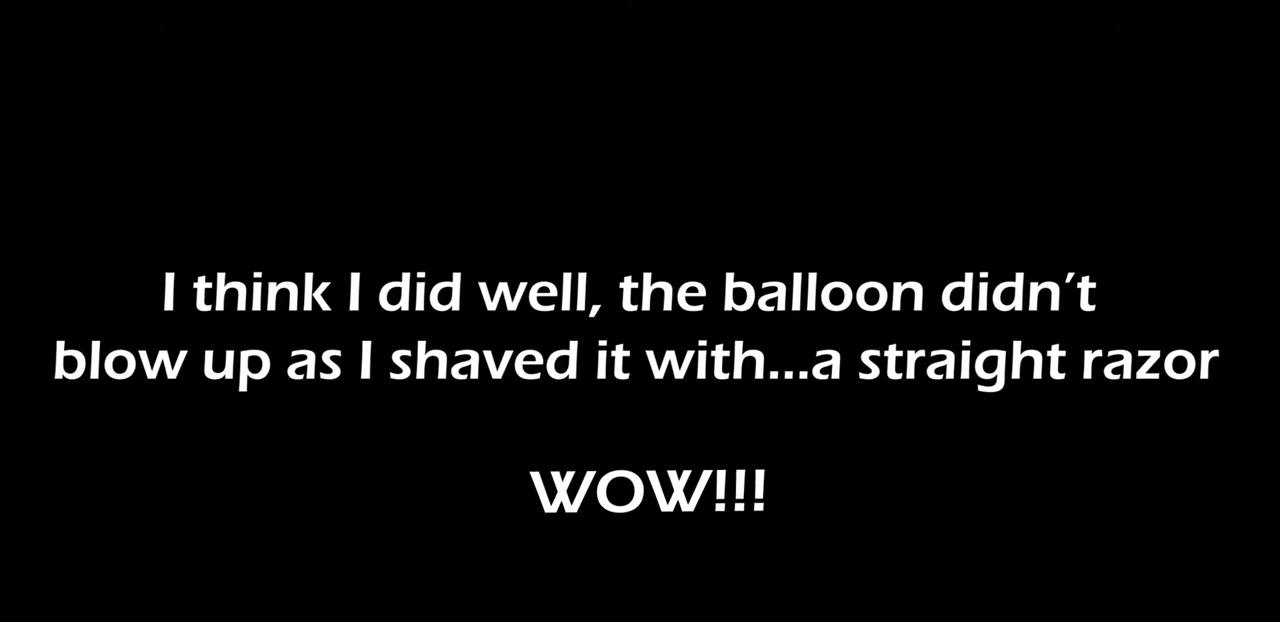 I think I did well, the balloon didn’t
blow up as I shaved it with...a straight razor
WOW!!!